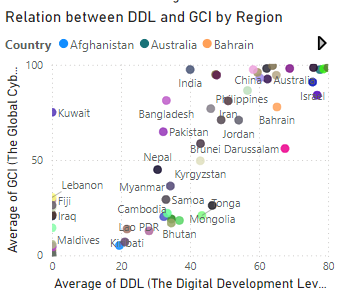 Relation between DDL and GCI by Region
Country Afghanistan Australia Bahrain
Average of GCI (The Global Cyb...
100
50
0
India
China
Australia
Israel
Kuwait
Bangladesh
Philippines
Iran
Bahrain
Pakistan
Jordan
Brunei Darussalam
Nepal
Kyrgyzstan
Lebanon
Myanmar
Fiji
Samoa
Tonga
Iraq
Cambodia
Mongolia
Lao PDR
Bhutan
Maldives
Kiribati
0 20 40 60 80
Average of DDL (The Digital Development Lev...